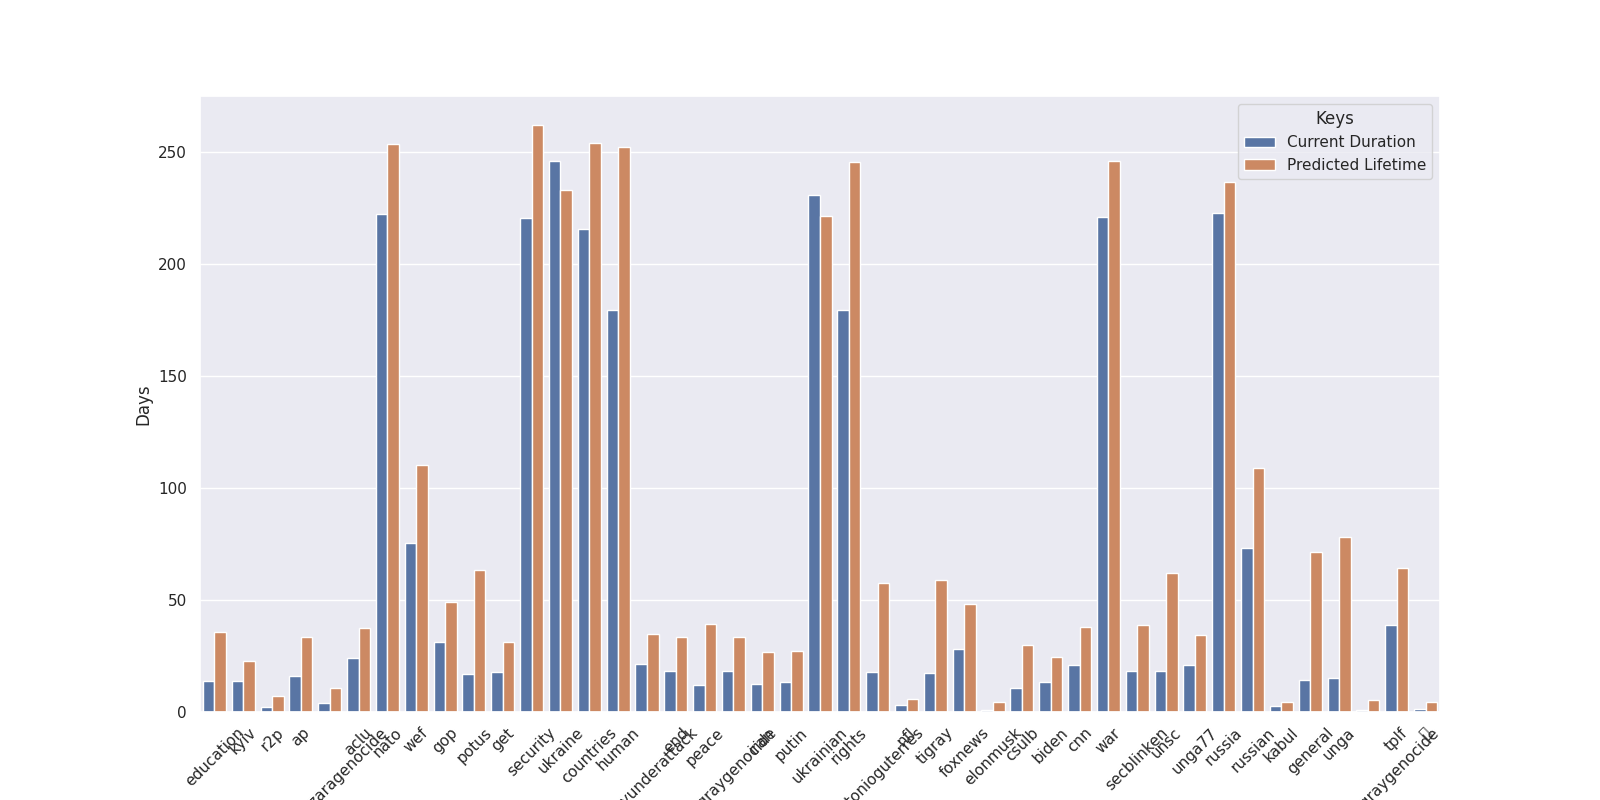 Keys
Current Duration
Predicted Lifetime
Days
250
200
150
100
50
0
education
kyiv
r2p
ap
aclu
nato
wef
gop
potus
get
security
ukraine
countries
human
end
peace
putin
ukrainian
rights
nfl
tigray
foxnews
elonmusk
csulb
biden
cnn
war
secblinken
unsc
unga77
russia
russian
kabul
general
unga
tplf